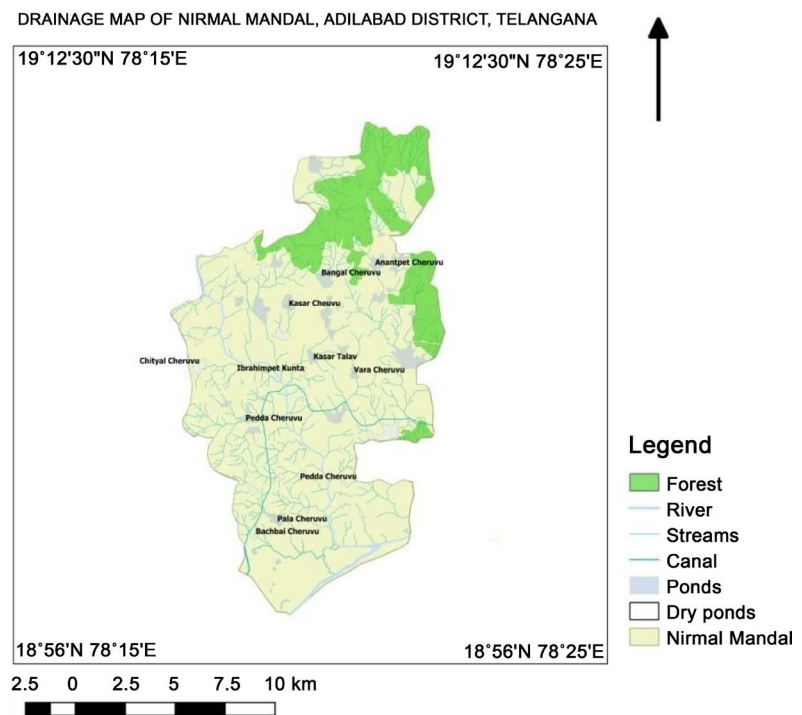 DRAINAGE MAP OF NIRMAL MANDAL, ADILABAD DISTRICT, TELANGANA
19°12'30"N 78°15'E
19°12'30"N 78°25'E
Anantpet Cheruvu
Bangal Cheruvu
Kasar Cheuvu
Kasar Talav
Chityal Cheruvu
Ibrahimpet Kunta
Vara Cheruvu
Pedda Cheruvu
Pedda Cheruvu
Pala Cheruvu
Bachbai Cheruvu
18°56'N 78°15'E
18°56'N 78°25'E
Legend
Forest
River
Streams
Canal
Ponds
Dry ponds
Nirmal Mandal
2.5 0 2.5 5 7.5 10 km